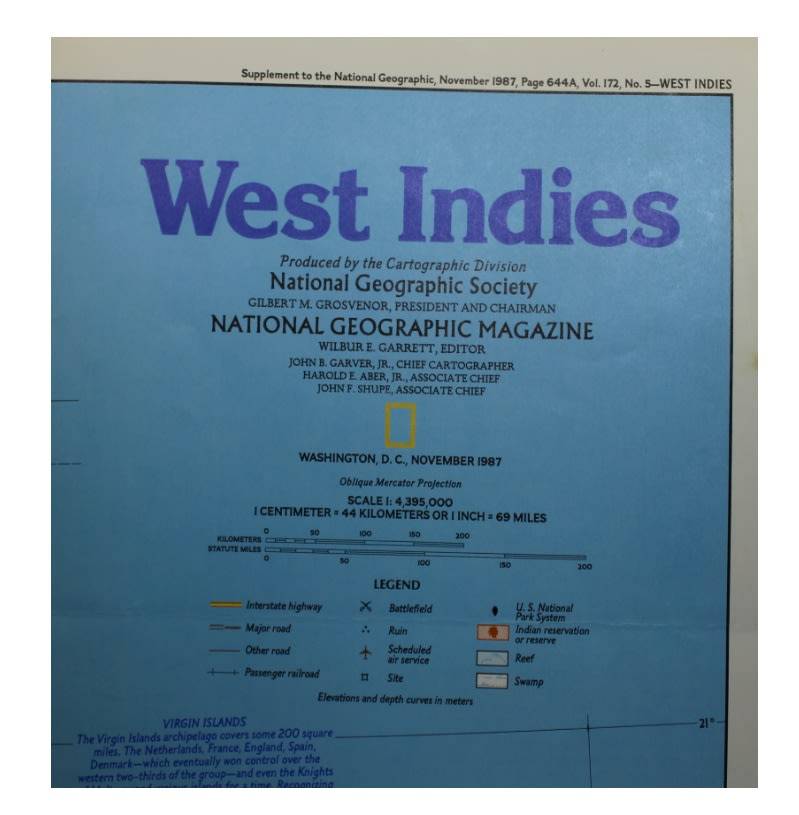 Supplement to the National Geographic, November 1987, Page 644A, Vol. 172, No. 5—WEST INDIES
West Indies
Produced by the Cartographic Division
National Geographic Society
GILBERT M. GROSVENOR, PRESIDENT AND CHAIRMAN
NATIONAL GEOGRAPHIC MAGAZINE
WILBUR E. GARRETT, EDITOR
JOHN B. GARVER, JR., CHIEF CARTOGRAPHER
HAROLD E. ABER, JR., ASSOCIATE CHIEF
JOHN F. SHUPE, ASSOCIATE CHIEF
WASHINGTON, D. C., NOVEMBER 1987
Oblique Mercator Projection
SCALE 1: 4,395,000
1 CENTIMETER = 44 KILOMETERS OR 1 INCH = 69 MILES
0 50 100 150 200
KILOMETERS
STATUTE MILES
0 50 100 150 200
LEGEND
Interstate highway
Major road
Other road
Passenger railroad
Battlefield
Ruin
Scheduled
air service
Site
U. S. National
Park System
Indian reservation
or reserve
Reef
Swamp
Elevations and depth curves in meters
21°
VIRGIN ISLANDS
The Virgin Islands archipelago covers some 200 square
miles. The Netherlands, France, England, Spain,
Denmark—which eventually won control over the
western two-thirds of the group—and even the Knights
for a time. Recognizing